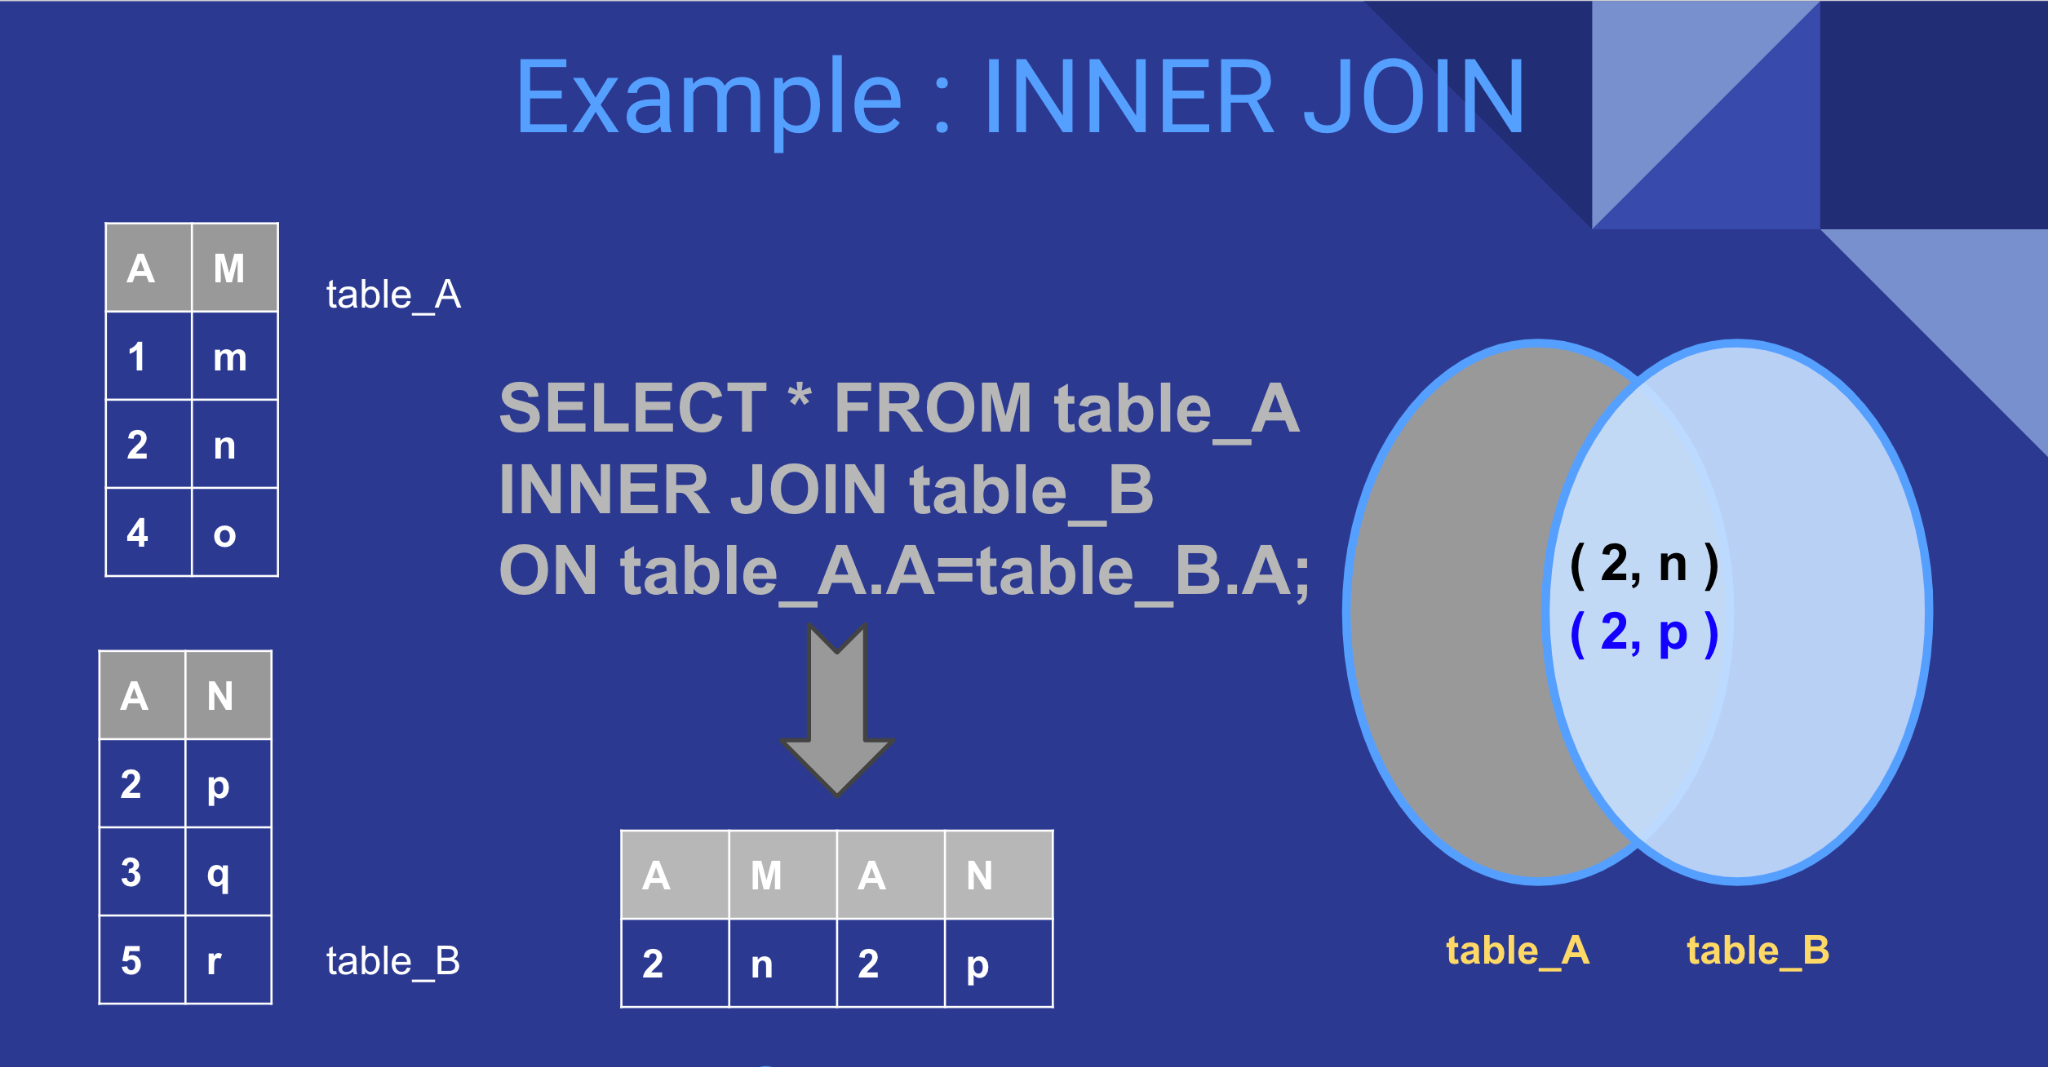 Example : INNER JOIN
A M
1 m
2 n
4 o
table_A
SELECT * FROM table_A
INNER JOIN table_B
ON table_A.A=table_B.A;
A N
2 p
3 q
5 r
table_B
A M A N
2 n 2 p
( 2, n )
( 2, p )
table_A table_B